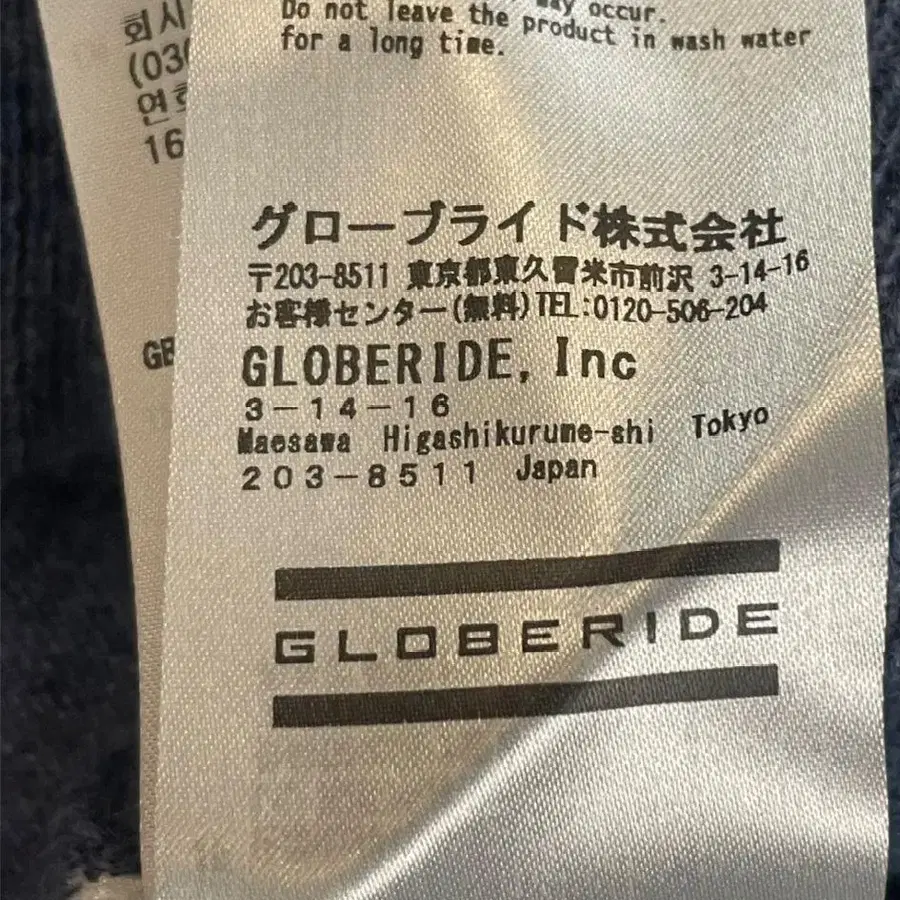 회사
(03
연
16
GB
may occur.
Do not leave the product in wash water
for a long time.
グローブライド株式会社
〒203-8511 東京都東久留米市前沢 3-14-16
お客様センター(無料)TEL:0120-506-204
GLOBERIDE, Inc
3-14-16
Maesawa Higashikurume-shi Tokyo
203-8511 Japan
GLOBERIDE